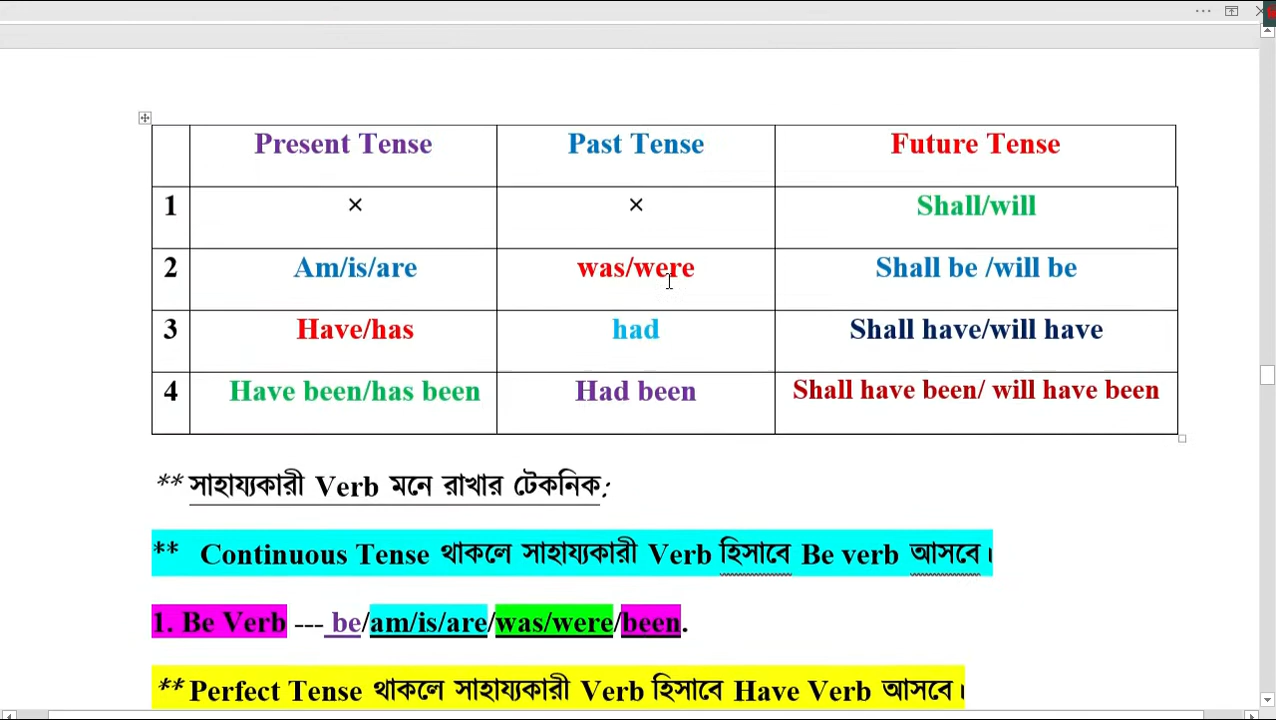 Present Tense Past Tense Future Tense
1 × × Shall/will
2 Am/is/are was/were Shall be /will be
3 Have/has had Shall have/will have
4 Have been/has been Had been Shall have been/ will have been
** সাহায্যকারী Verb মনে রাখার টেকনিক:
** Continuous Tense থাকলে সাহায্যকারী Verb হিসাবে Be verb আসবে।
1. Be Verb --- be/am/is/are/was/were/been.
** Perfect Tense থাকলে সাহায্যকারী Verb হিসাবে Have Verb আসবে।